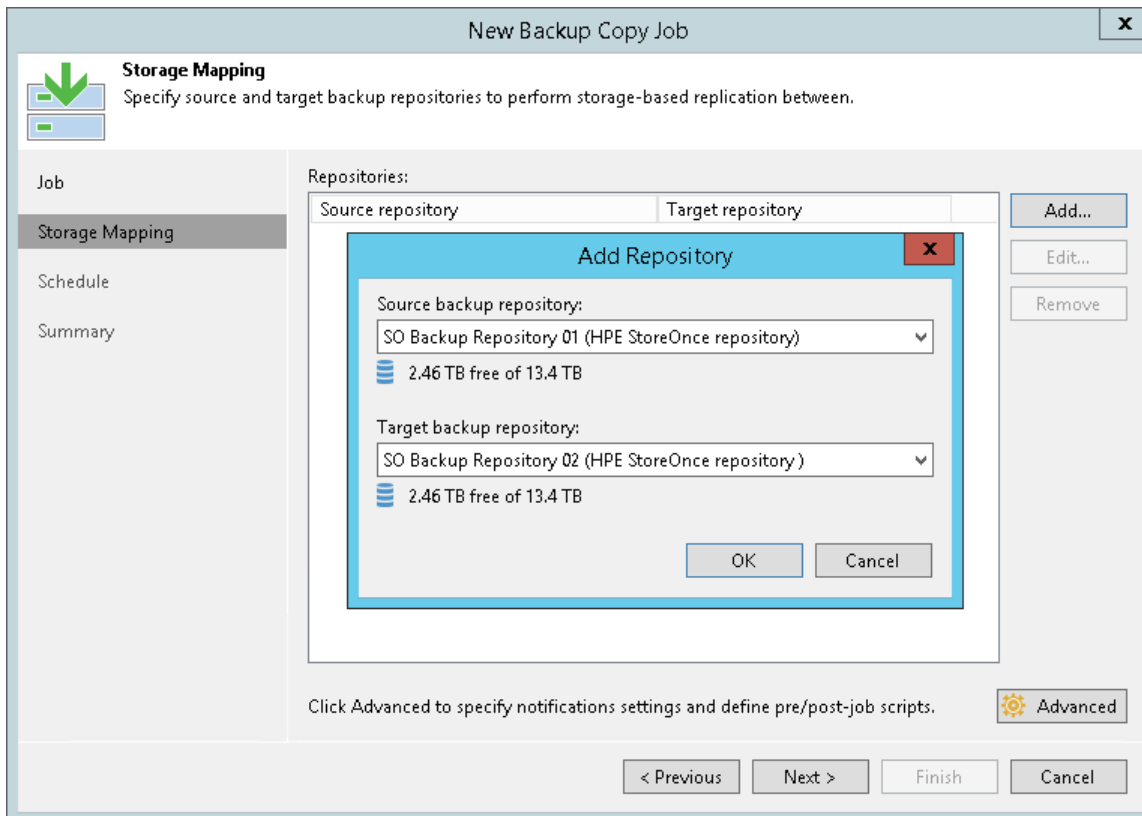 New Backup Copy Job
x
Storage Mapping
Specify source and target backup repositories to perform storage-based replication between.
Job
Storage Mapping
Schedule
Summary
Repositories:
Source repository Target repository
Add...
Edit...
Remove
Add Repository
x
Source backup repository:
SO Backup Repository 01 (HPE StoreOnce repository)
2.46 TB free of 13.4 TB
Target backup repository:
SO Backup Repository 02 (HPE StoreOnce repository )
2.46 TB free of 13.4 TB
OK Cancel
Click Advanced to specify notifications settings and define pre/post-job scripts.
Advanced
< Previous Next > Finish Cancel